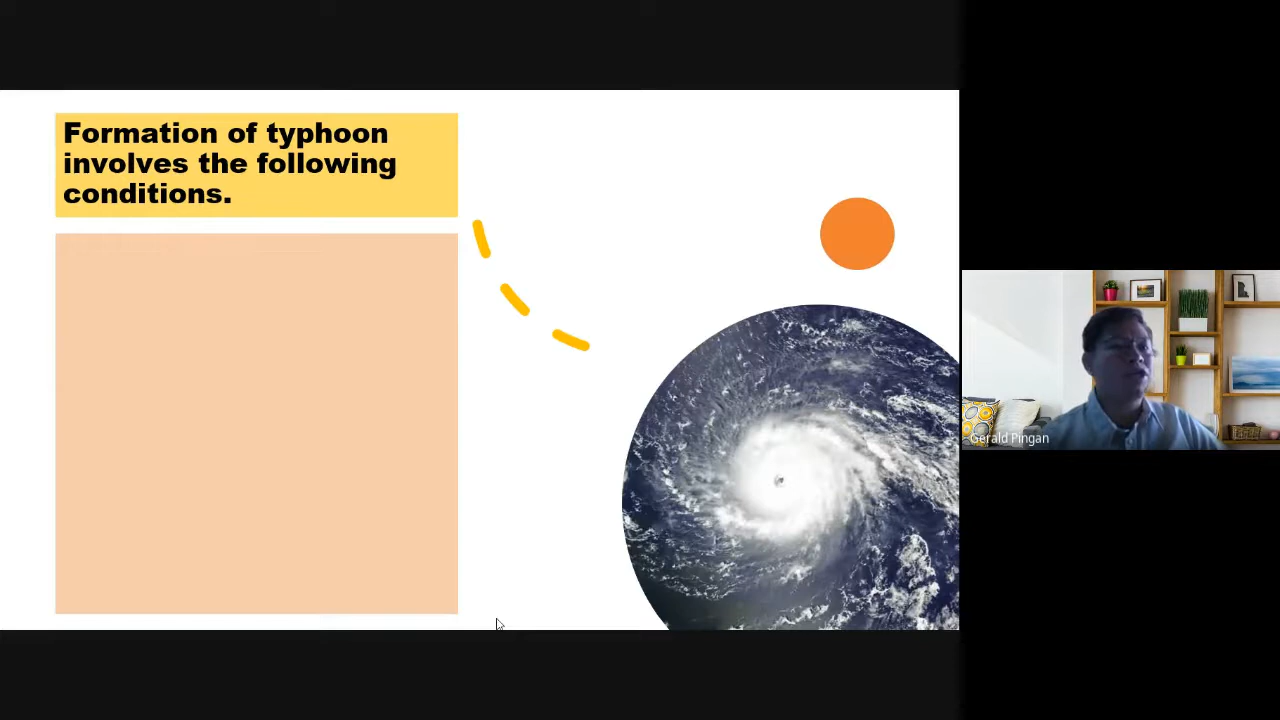 Formation of typhoon
involves the following
conditions.
Gerald Pingan